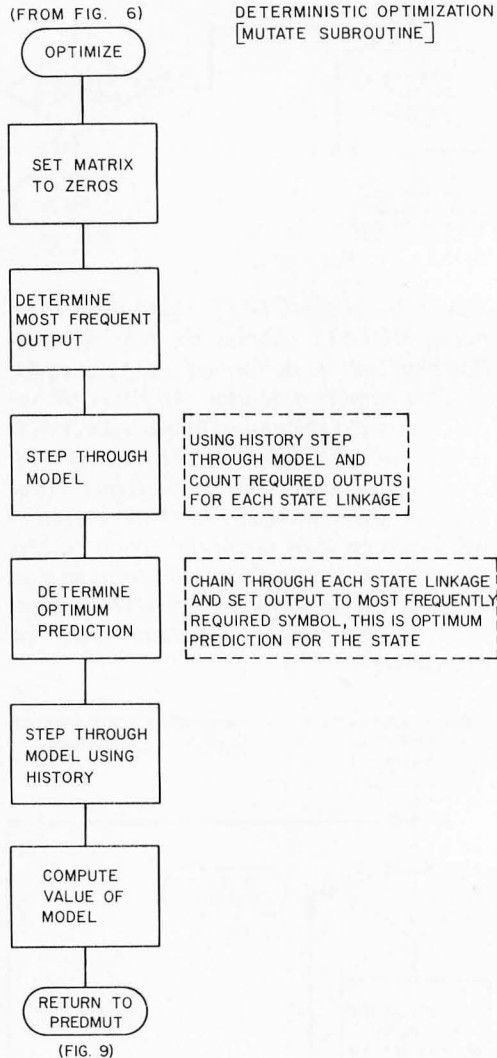 (FROM FIG. 6)
DETERMINISTIC OPTIMIZATION
[MUTATE SUBROUTINE]
OPTIMIZE
SET MATRIX
TO ZEROS
DETERMINE
MOST FREQUENT
OUTPUT
STEP THROUGH
MODEL
USING HISTORY STEP
THROUGH MODEL AND
COUNT REQUIRED OUTPUTS
FOR EACH STATE LINKAGE
DETERMINE
OPTIMUM
PREDICTION
CHAIN THROUGH EACH STATE LINKAGE
AND SET OUTPUT TO MOST FREQUENTLY
REQUIRED SYMBOL, THIS IS OPTIMUM
PREDICTION FOR THE STATE
STEP THROUGH
MODEL USING
HISTORY
COMPUTE
VALUE OF
MODEL
RETURN TO
PREDMUT
(FIG. 9)